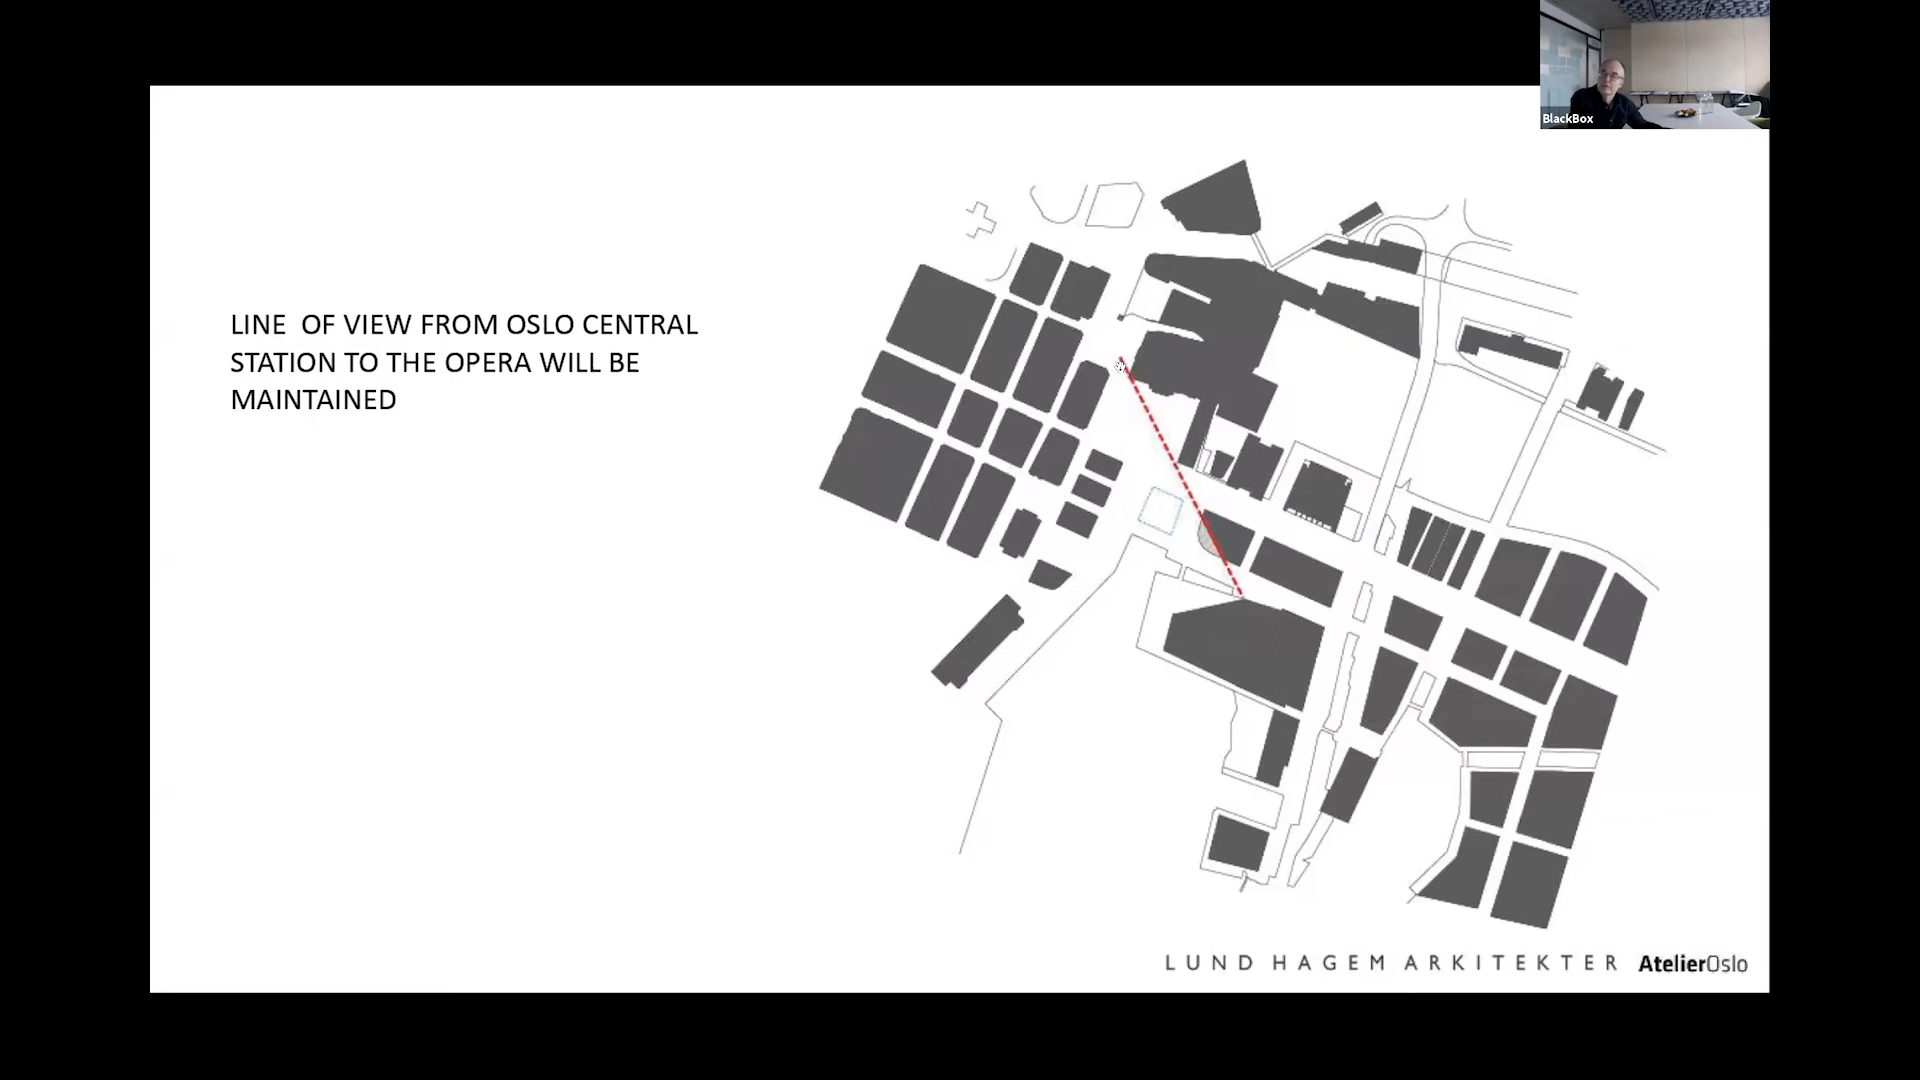 BlackBox
LINE OF VIEW FROM OSLO CENTRAL
STATION TO THE OPERA WILL BE
MAINTAINED
LUND HAGEM ARKITEKTER AtelierOslo